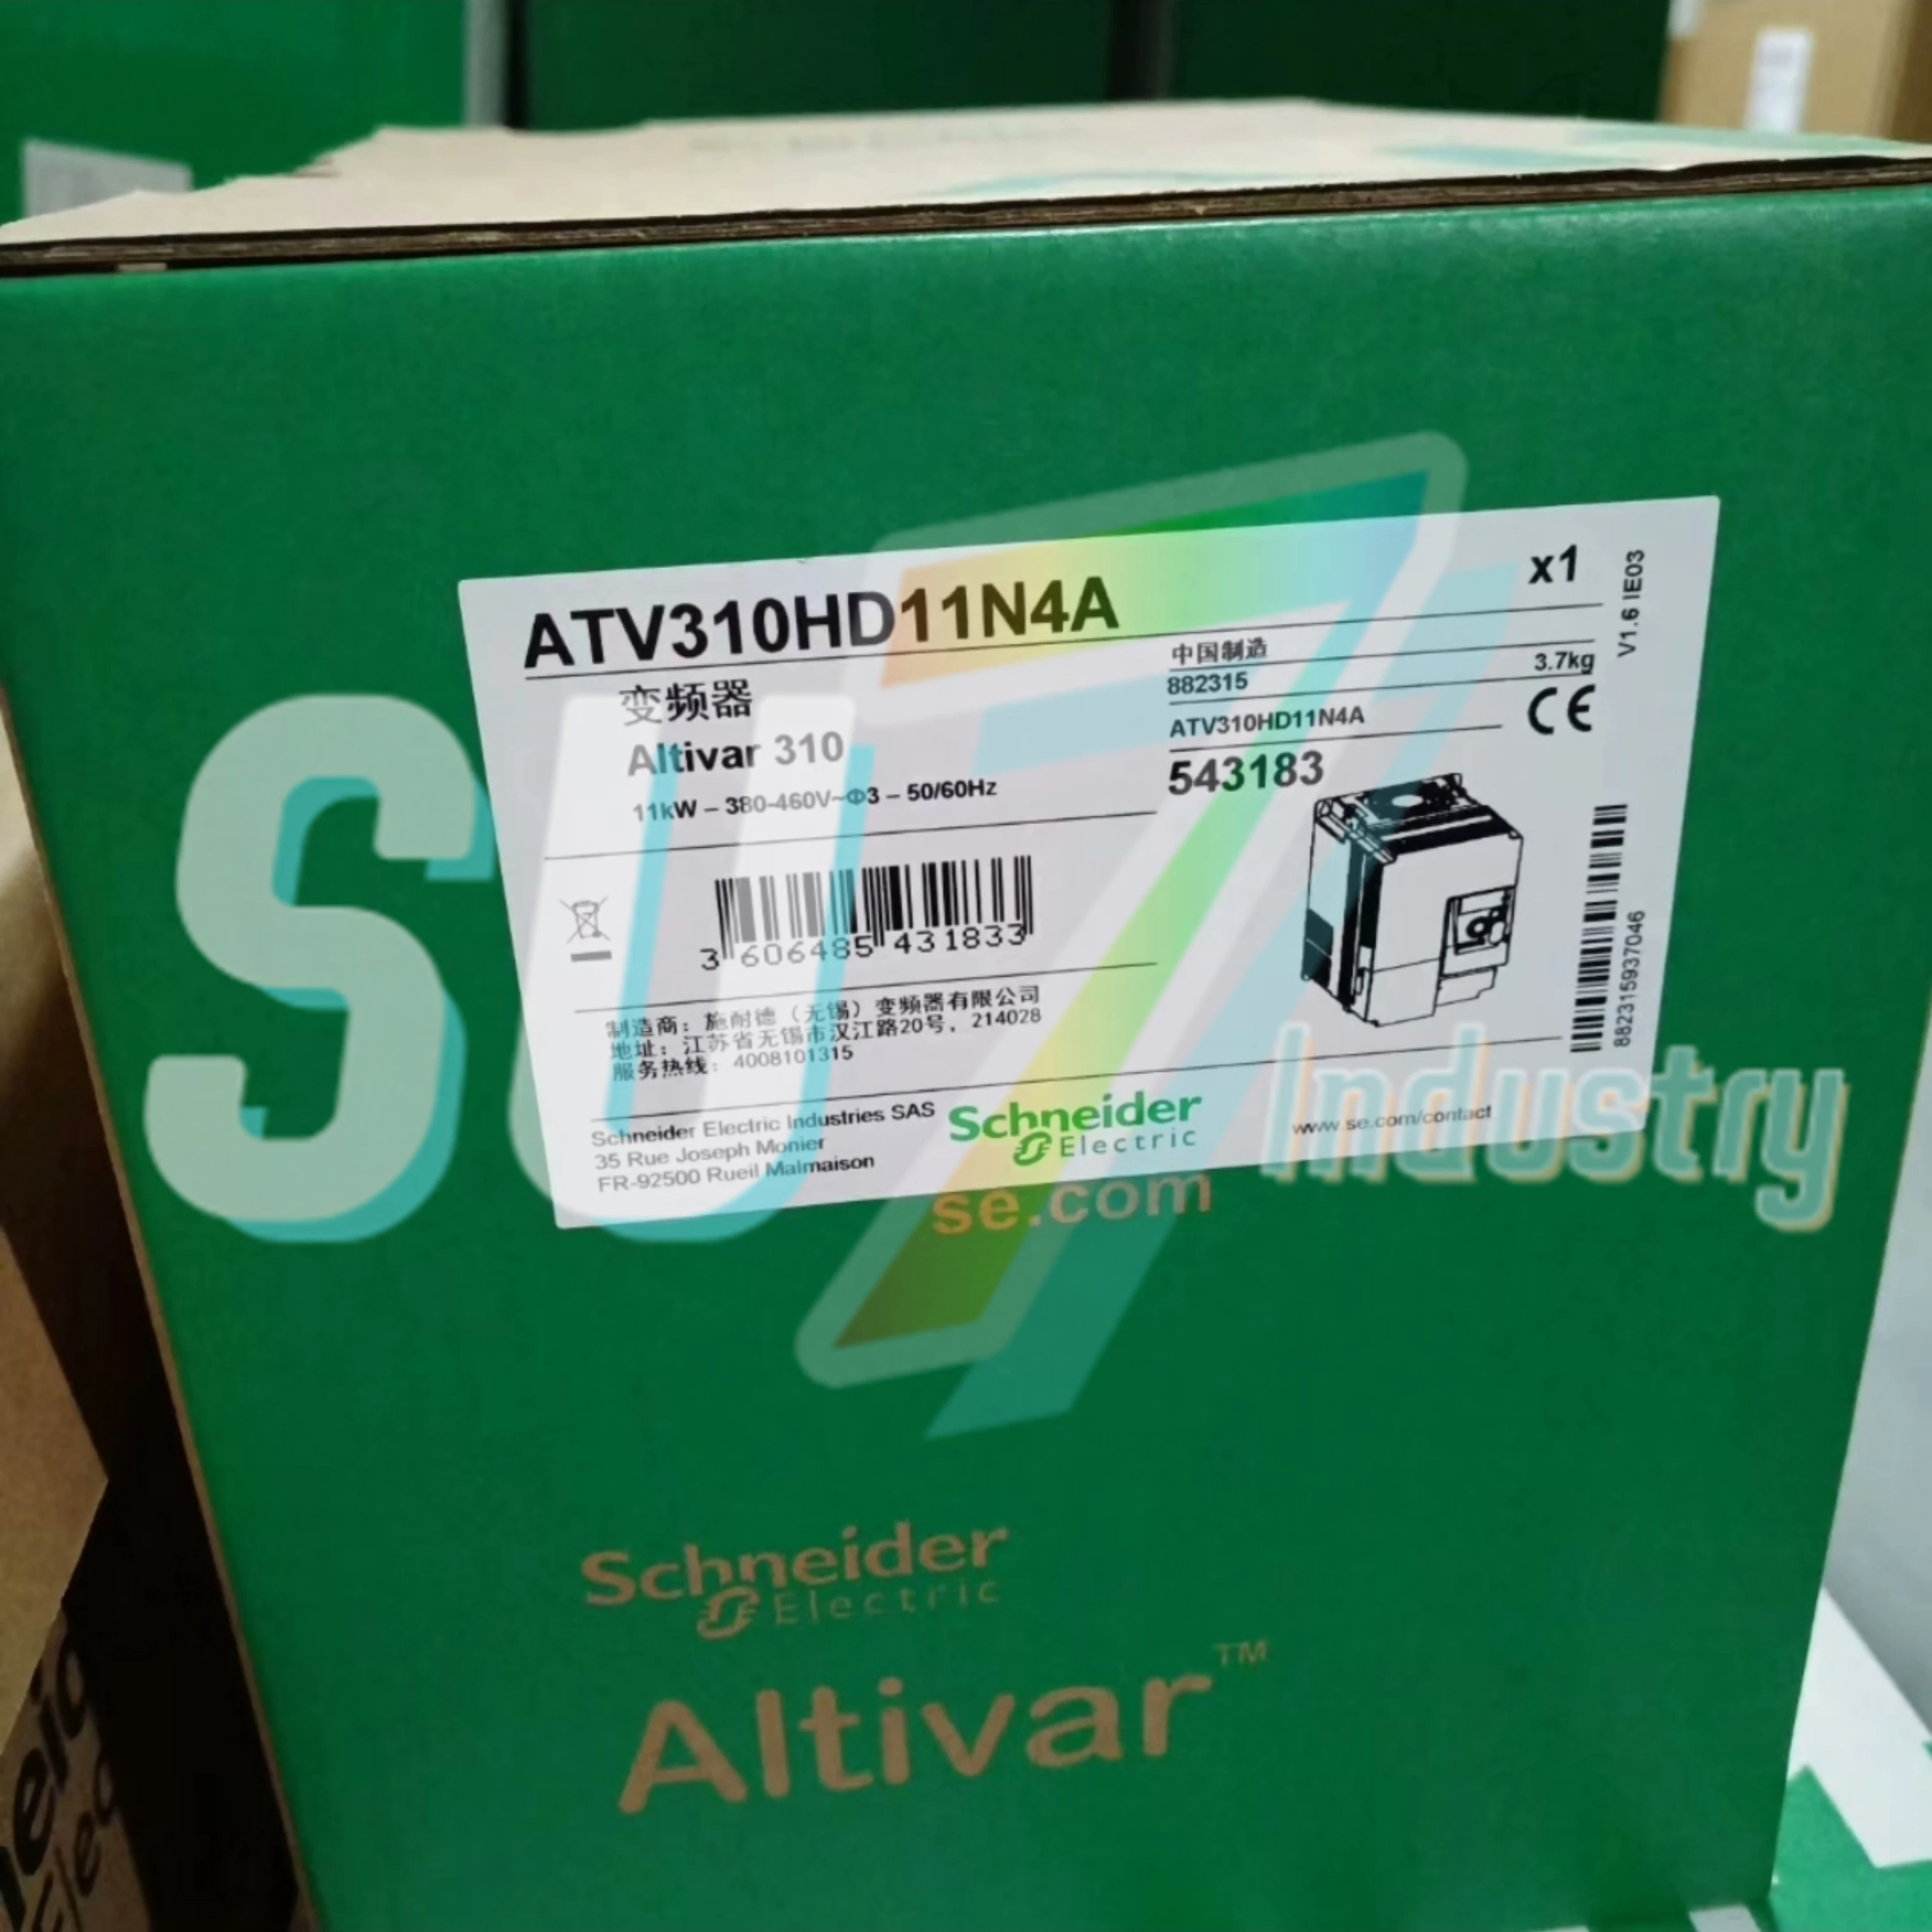 ATV310HD11N4A
x1
V1.6 IE03
变频器
Altivar 310
11kW – 380-460V~Φ3 – 50/60Hz
中国制造
3.7kg
882315
ATV310HD11N4A
CE
543183
3 606485 431833
882315937046
制造商：施耐德（无锡）变频器有限公司
地址：江苏省无锡市汉江路20号，214028
服务热线：4008101315
Schneider Electric Industries SAS
35 Rue Joseph Monier
FR-92500 Rueil Malmaison
Schneider
Electric
www.se.com/contact
se.com
SU7
Industry
Schneider
Electric
Altivar™